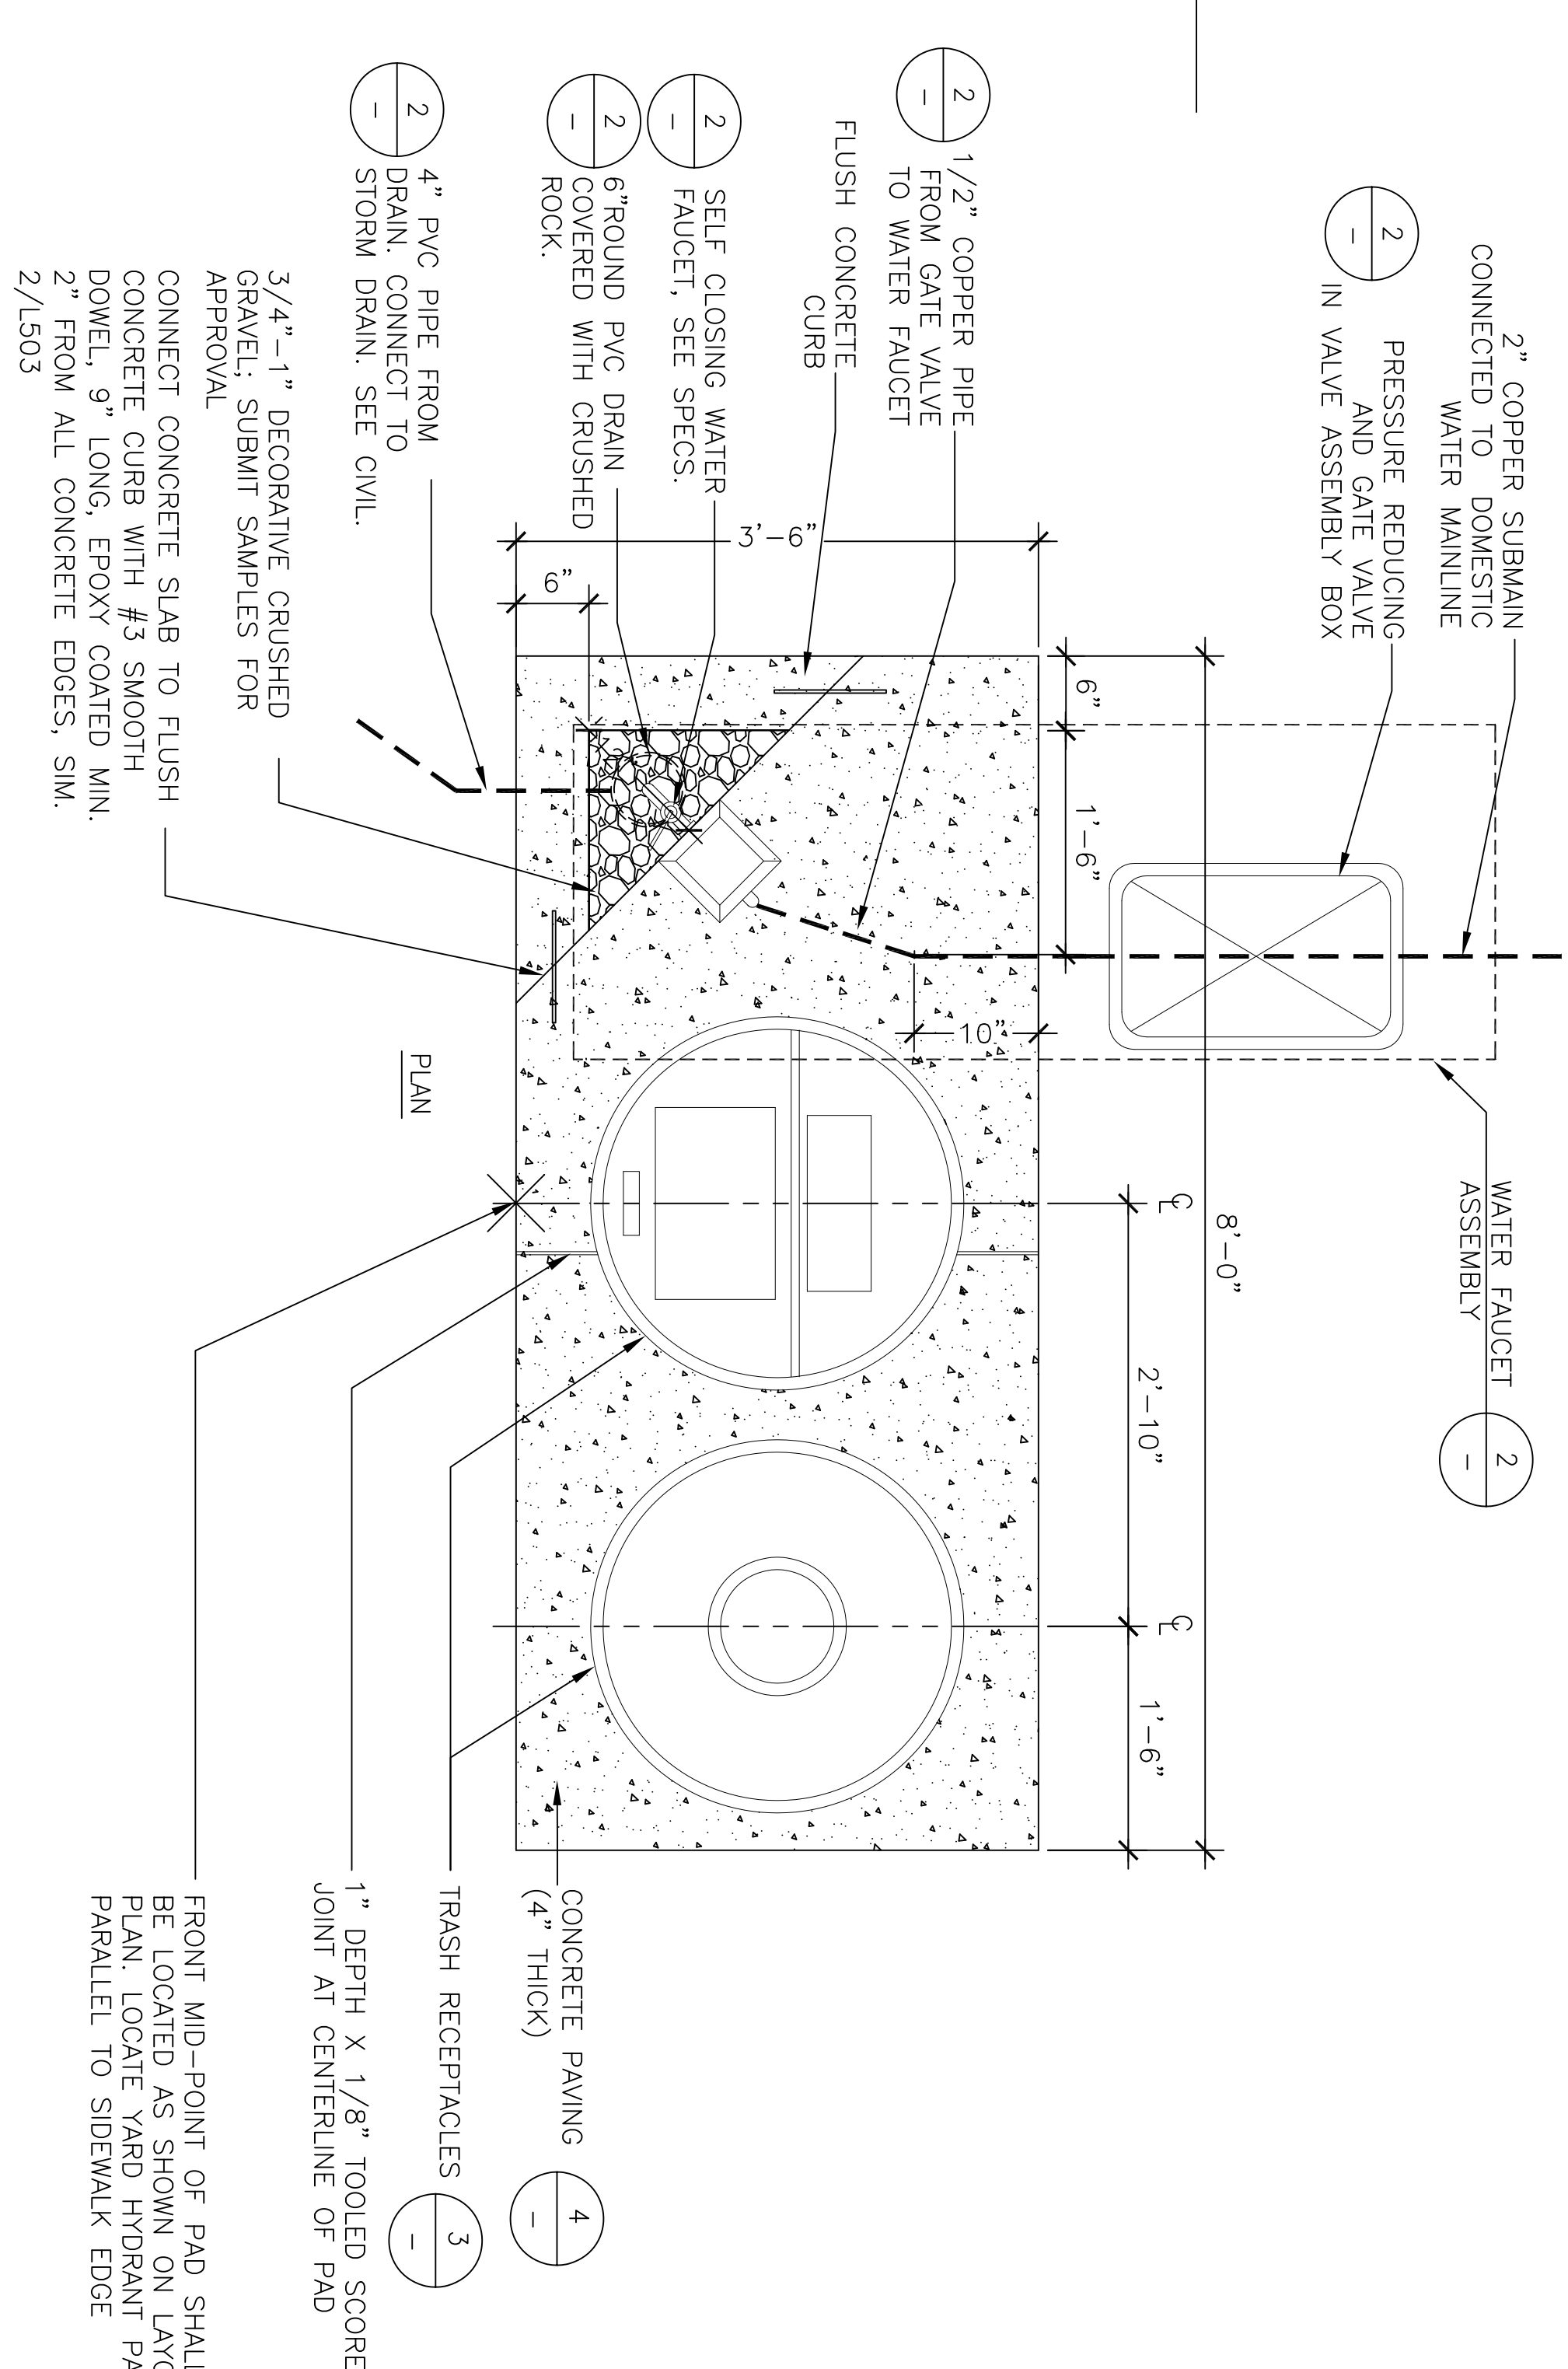 2" COPPER SUBMAIN
CONNECTED TO DOMESTIC
WATER MAINLINE
2
-
PRESSURE REDUCING
AND GATE VALVE
IN VALVE ASSEMBLY BOX
2
-
1/2" COPPER PIPE
FROM GATE VALVE
TO WATER FAUCET
FLUSH CONCRETE
CURB
2
-
SELF CLOSING WATER
FAUCET, SEE SPECS.
2
-
6"ROUND PVC DRAIN
COVERED WITH CRUSHED
ROCK.
2
-
4" PVC PIPE FROM
DRAIN. CONNECT TO
STORM DRAIN. SEE CIVIL.
3/4"-1" DECORATIVE CRUSHED
GRAVEL; SUBMIT SAMPLES FOR
APPROVAL
CONNECT CONCRETE SLAB TO FLUSH
CONCRETE CURB WITH #3 SMOOTH
DOWEL, 9" LONG, EPOXY COATED MIN.
2" FROM ALL CONCRETE EDGES, SIM.
2/L503
WATER FAUCET
ASSEMBLY
2
-
8'-0"
6"
1'-6"
2'-10"
1'-6"
CL
CL
10"
3'-6"
6"
PLAN
CONCRETE PAVING
(4" THICK)
4
-
TRASH RECEPTACLES
3
-
1" DEPTH X 1/8" TOOLED SCORE
JOINT AT CENTERLINE OF PAD
FRONT MID-POINT OF PAD SHALL
BE LOCATED AS SHOWN ON
PLAN. LOCATE YARD HYDRANT
PARALLEL TO SIDEWALK EDGE